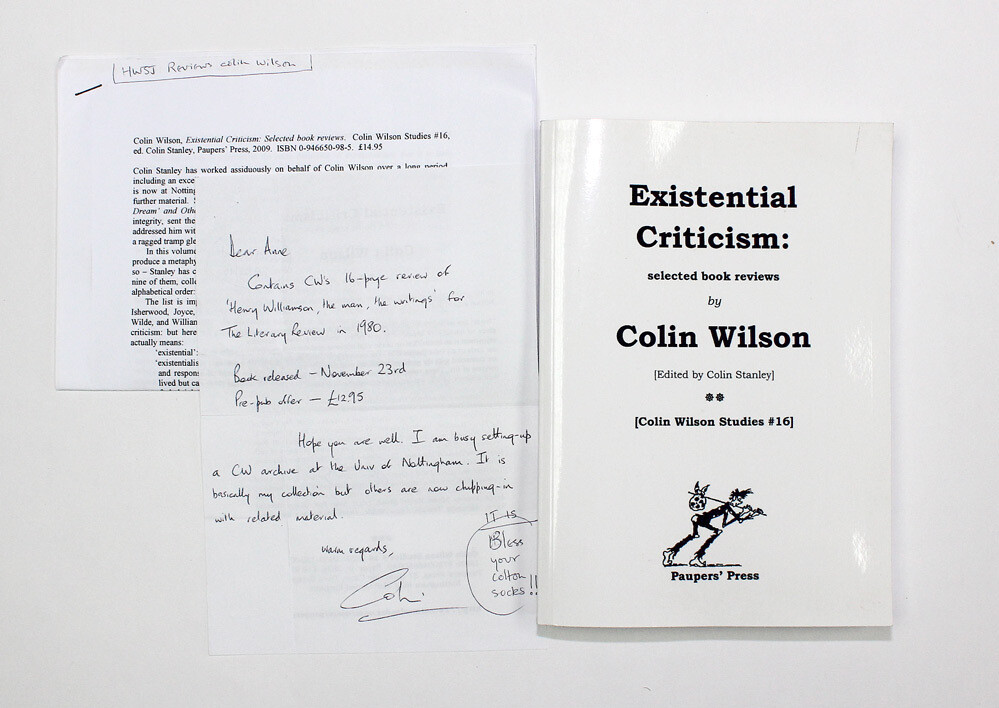 HWSJ Reviews Colin Wilson
Colin Wilson, Existential Criticism: Selected book reviews. Colin Wilson Studies #16,
ed. Colin Stanley, Paupers' Press, 2009. ISBN 0-946650-98-5. £14.95
Colin Stanley has worked assiduously on behalf of Colin Wilson over a long period
including an exce
is now at Notting
further material.
Dream' and Oth
integrity, sent the
addressed him wit
a ragged tramp gle
In this volume
produce a metaphy
so – Stanley has c
nine of them, coll
alphabetical order:
The list is im
Isherwood, Joyce,
Wilde, and William
criticism: but here
actually means:
'existential':
'existentialis
and respon
lived but ca
Dear Anne
Contains CW's 16-page review of
'Henry Williamson, the man, the writings' for
The Literary Review in 1980.
Book released – November 23rd
Pre-pub offer – £12.95
Hope you are well. I am busy setting-up
a CW archive at the Univ of Nottingham. It is
basically my collection but others are now chipping-in
with related material.
warm regards,
Colin
IT IS
Bless
your
cotton
socks!!
Existential
Criticism:
selected book reviews
by
Colin Wilson
[Edited by Colin Stanley]
[Colin Wilson Studies #16]
Paupers' Press